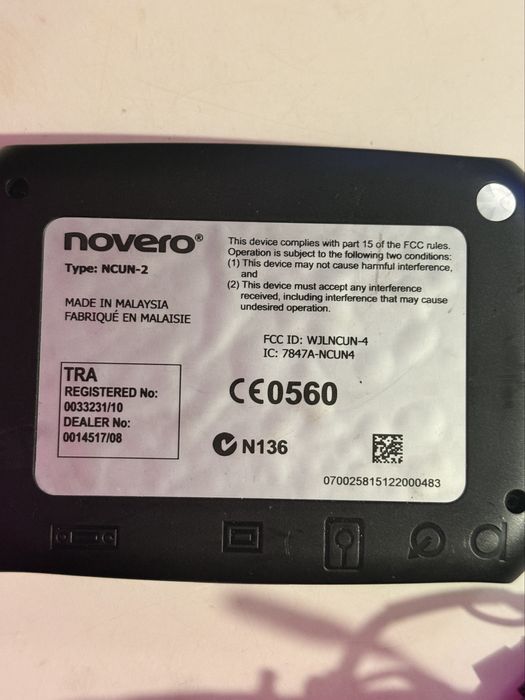 novero®
Type: NCUN-2
MADE IN MALAYSIA
FABRIQUÉ EN MALAISIE
TRA
REGISTERED No:
0033231/10
DEALER No:
0014517/08
This device complies with part 15 of the FCC rules.
Operation is subject to the following two conditions:
(1) This device may not cause harmful interference,
and
(2) This device must accept any interference
received, including interference that may cause
undesired operation.
FCC ID: WJLNCUN-4
IC: 7847A-NCUN4
CE0560
N136
070025815122000483